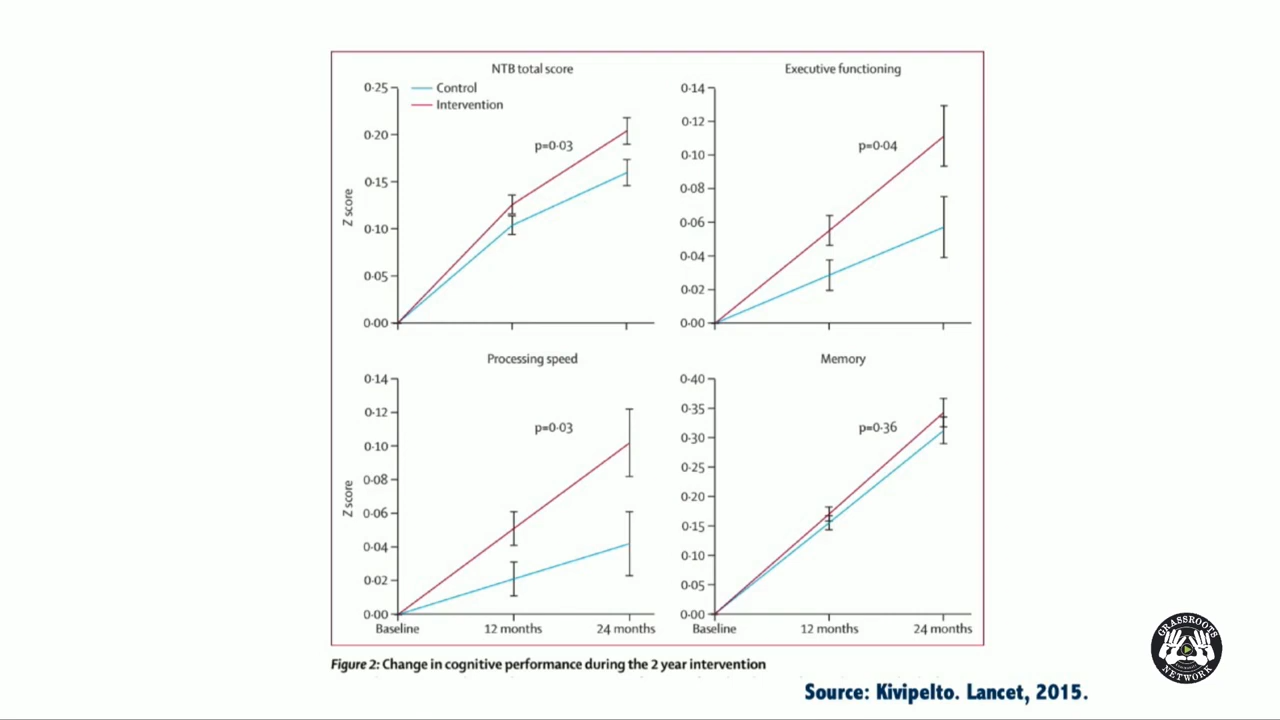 NTB total score
Control
Intervention
p=0·03
Z score
0·25
0·20
0·15
0·10
0·05
0·00
Executive functioning
p=0·04
0·14
0·12
0·10
0·08
0·06
0·04
0·02
0·00
Processing speed
p=0·03
Z score
0·14
0·12
0·10
0·08
0·06
0·04
0·02
0·00
Baseline
12 months
24 months
Memory
p=0·36
0·40
0·35
0·30
0·25
0·20
0·15
0·10
0·05
0·00
Baseline
12 months
24 months
Figure 2: Change in cognitive performance during the 2 year intervention
Source: Kivipelto. Lancet, 2015.
GRASSROOTS
NETWORK